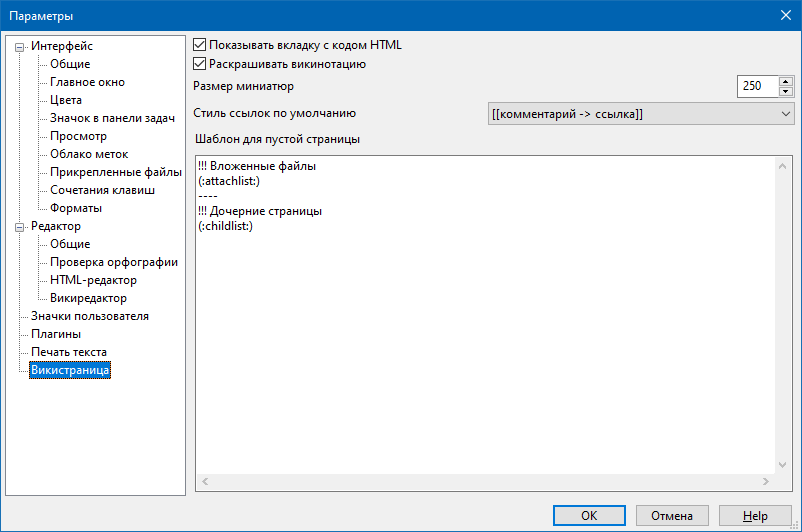 Параметры
Интерфейс
Общие
Главное окно
Цвета
Значок в панели задач
Просмотр
Облако меток
Прикрепленные файлы
Сочетания клавиш
Форматы
Редактор
Общие
Проверка орфографии
HTML-редактор
Викиредактор
Значки пользователя
Плагины
Печать текста
Викистраница
Показывать вкладку с кодом HTML
Раскрашивать викинотацию
Размер миниатюр 250
Стиль ссылок по умолчанию [[комментарий -> ссылка]]
Шаблон для пустой страницы
!!! Вложенные файлы
(:attachlist:)
----
!!! Дочерние страницы
(:childlist:)
OK Отмена Help